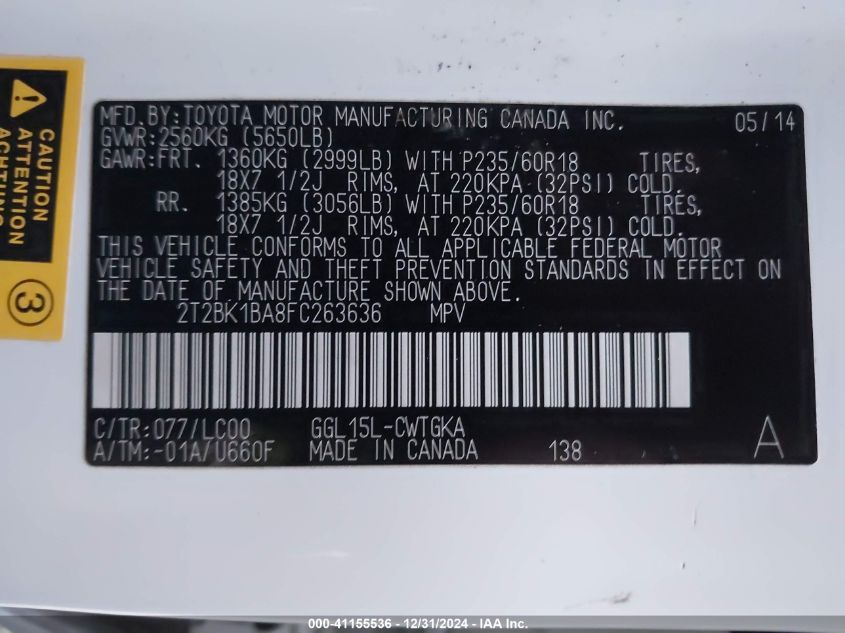 CAUTION
ATTENTION
ACHTUNG
3
MFD.BY:TOYOTA MOTOR MANUFACTURING CANADA INC. 05/14
GVWR:2560KG (5650LB)
GAWR:FRT. 1360KG (2999LB) WITH P235/60R18 TIRES,
18X7 1/2J RIMS, AT 220KPA (32PSI) COLD.
RR. 1385KG (3056LB) WITH P235/60R18 TIRES,
18X7 1/2J RIMS, AT 220KPA (32PSI) COLD.
THIS VEHICLE CONFORMS TO ALL APPLICABLE FEDERAL MOTOR
VEHICLE SAFETY AND THEFT PREVENTION STANDARDS IN EFFECT ON
THE DATE OF MANUFACTURE SHOWN ABOVE.
2T2BK1BA8FC263636 MPV
C/TR:077/LC00 GGL15L-CWTGKA
A/TM:-01A/U660F MADE IN CANADA 138 A
000-41155536 - 12/31/2024 - IAA Inc.